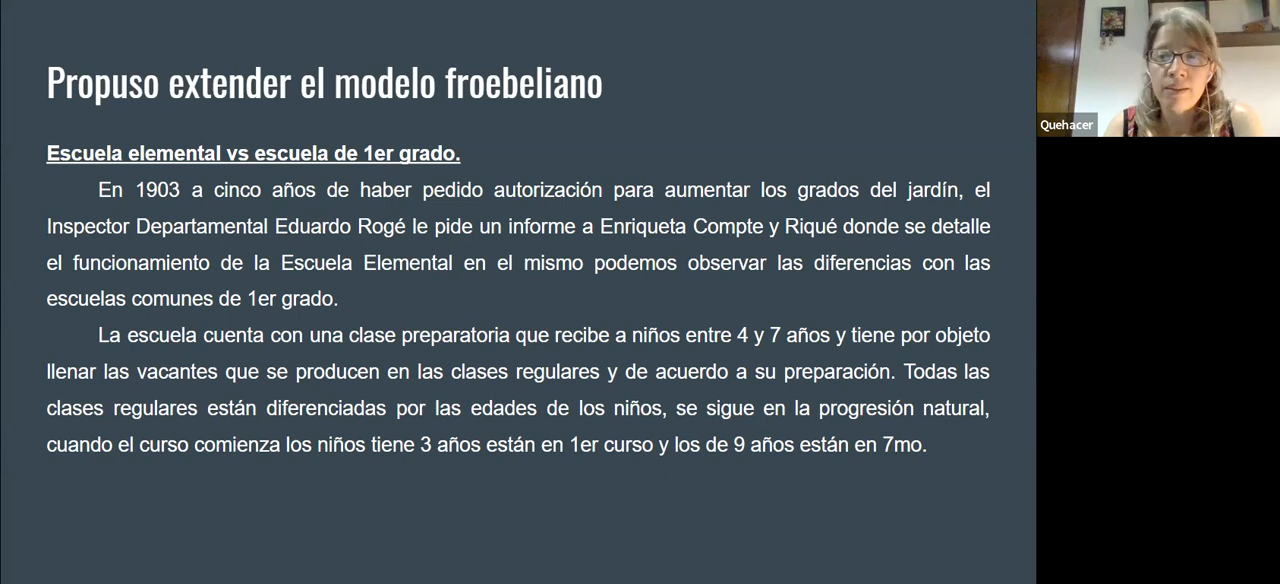 Propuso extender el modelo froebeliano
Quehacer
Escuela elemental vs escuela de 1er grado.
En 1903 a cinco años de haber pedido autorización para aumentar los grados del jardín, el
Inspector Departamental Eduardo Rogé le pide un informe a Enriqueta Compte y Riqué donde se detalle
el funcionamiento de la Escuela Elemental en el mismo podemos observar las diferencias con las
escuelas comunes de 1er grado.
La escuela cuenta con una clase preparatoria que recibe a niños entre 4 y 7 años y tiene por objeto
llenar las vacantes que se producen en las clases regulares y de acuerdo a su preparación. Todas las
clases regulares están diferenciadas por las edades de los niños, se sigue en la progresión natural,
cuando el curso comienza los niños tiene 3 años están en 1er curso y los de 9 años están en 7mo.